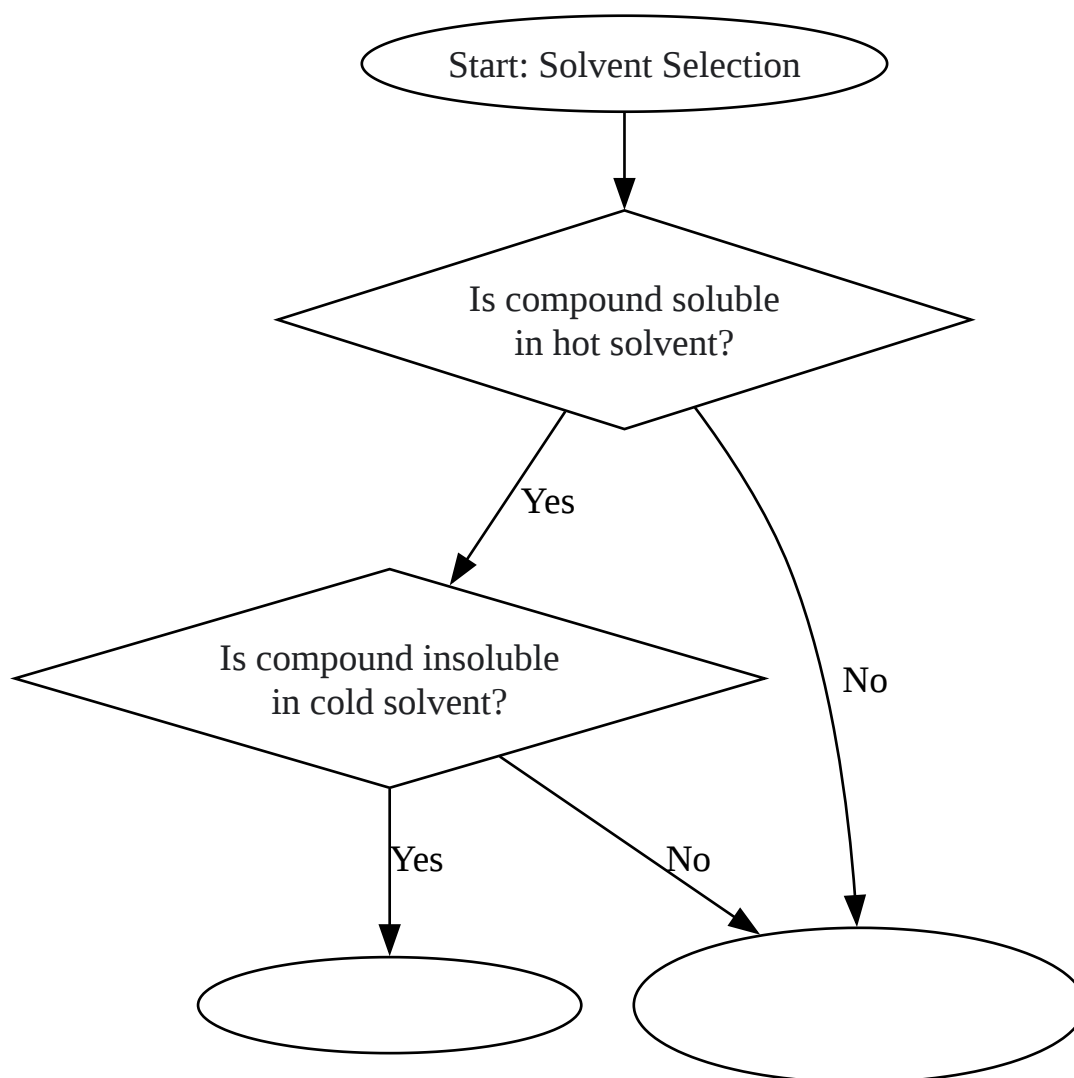 Start: Solvent Selection
Is compound soluble
in hot solvent?
Yes
Is compound insoluble
in cold solvent?
No
Yes
No